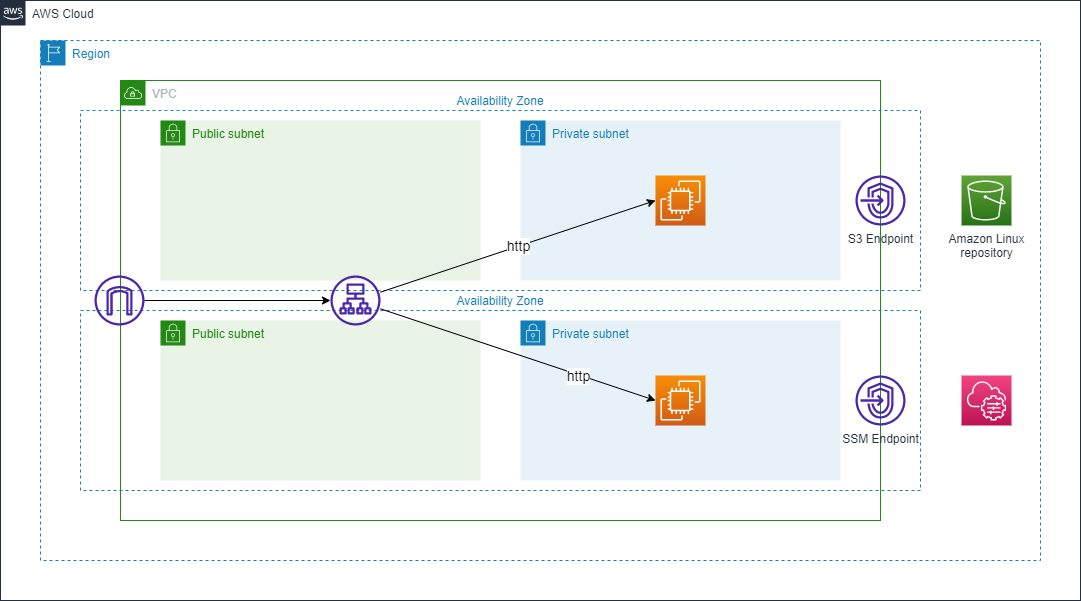 aws
AWS Cloud
Region
VPC
Availability Zone
Public subnet
Private subnet
http
S3 Endpoint
Amazon Linux
repository
Availability Zone
Public subnet
Private subnet
http
SSM Endpoint